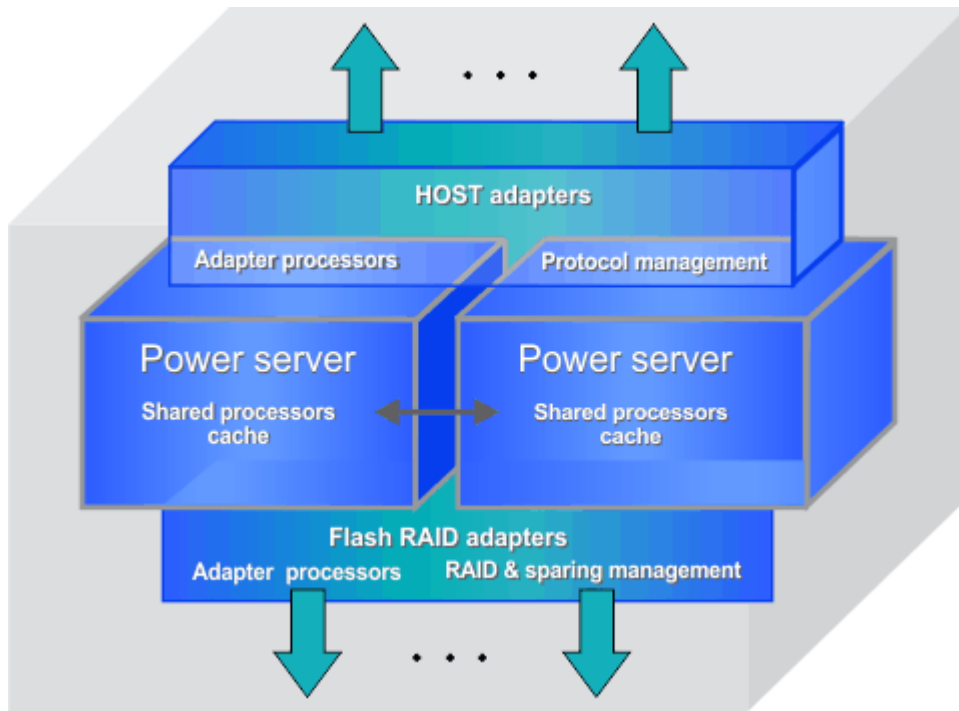 . . .
HOST adapters
Adapter processors
Protocol management
Power server
Shared processors
cache
Power server
Shared processors
cache
Flash RAID adapters
Adapter processors
RAID & sparing management
. . .